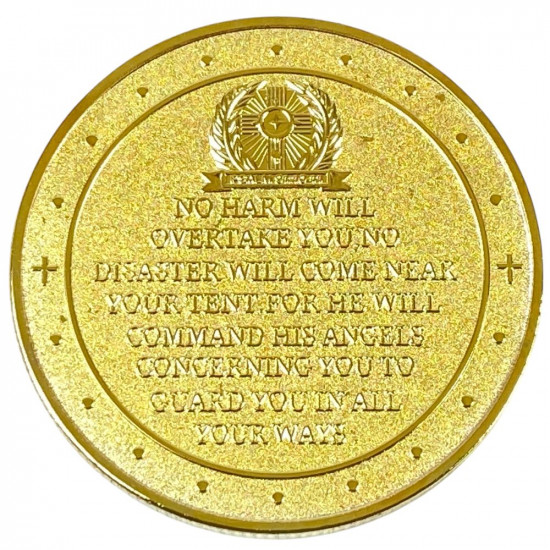 NO HARM WILL
OVERTAKE YOU, NO
DISASTER WILL COME NEAR
YOUR TENT FOR HE WILL
COMMAND HIS ANGELS
CONCERNING YOU TO
GUARD YOU IN ALL
YOUR WAYS